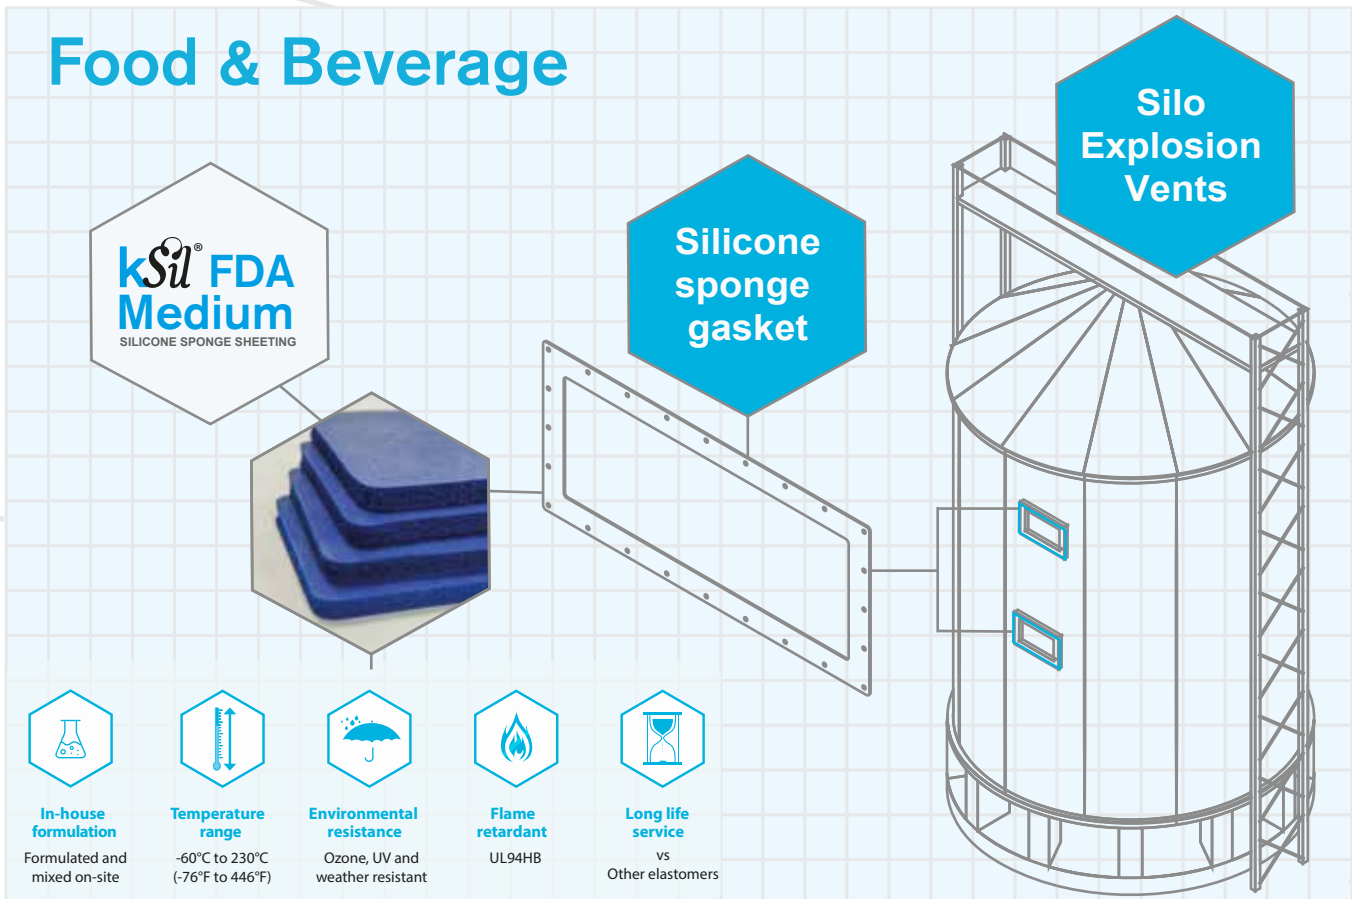 Food & Beverage
Silo
Explosion
Vents
kSil® FDA
Medium
SILICONE SPONGE SHEETING
Silicone
sponge
gasket
In-house
formulation
Formulated and
mixed on-site
Temperature
range
-60°C to 230°C
(-76°F to 446°F)
Environmental
resistance
Ozone, UV and
weather resistant
Flame
retardant
UL94HB
Long life
service
vs
Other elastomers